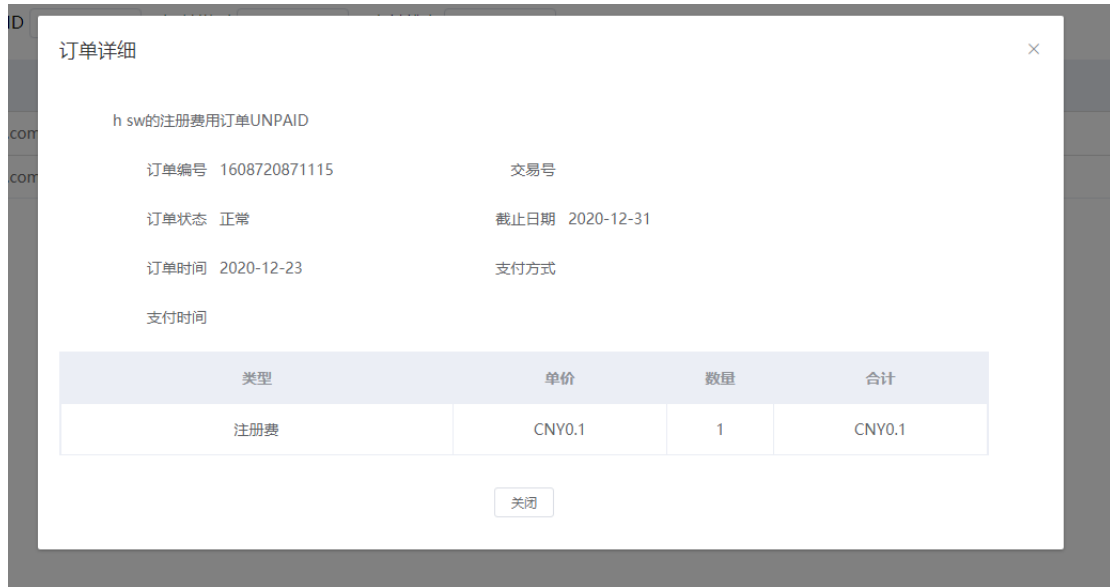 ID
订单详细
h sw的注册费用订单UNPAID
.com
订单编号 1608720871115 交易号
.com
订单状态 正常 截止日期 2020-12-31
订单时间 2020-12-23 支付方式
支付时间
类型 单价 数量 合计
注册费 CNY0.1 1 CNY0.1
关闭